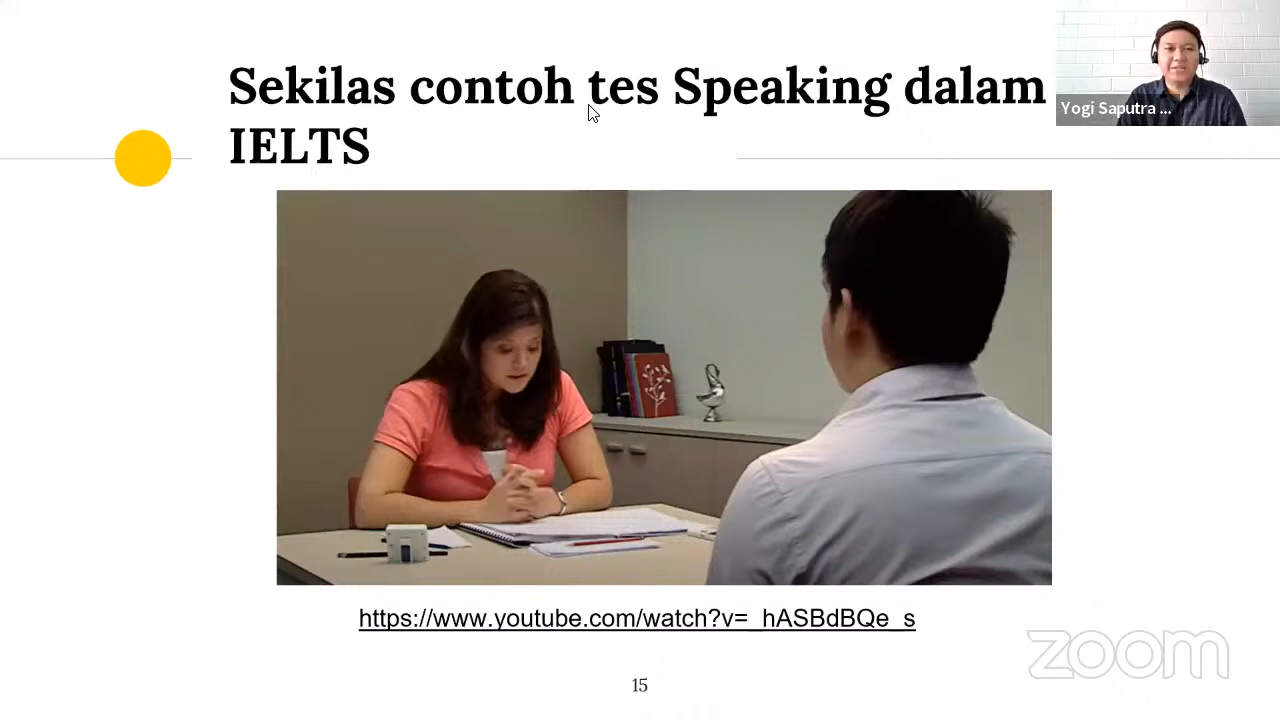 Sekilas contoh tes Speaking dalam
IELTS
Yogi Saputra ...
https://www.youtube.com/watch?v=_hASBdBQe_s
zoom
15